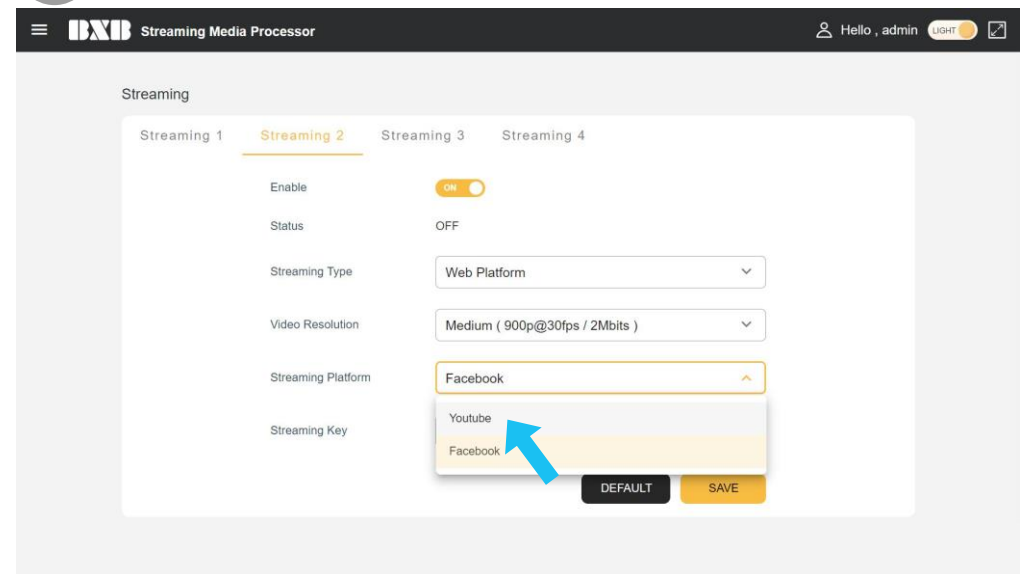 BXB Streaming Media Processor Hello , admin LIGHT
Streaming
Streaming 1 Streaming 2 Streaming 3 Streaming 4
Enable ON
Status OFF
Streaming Type Web Platform
Video Resolution Medium ( 900p@30fps / 2Mbits )
Streaming Platform Facebook
Youtube
Streaming Key
Facebook
DEFAULT SAVE